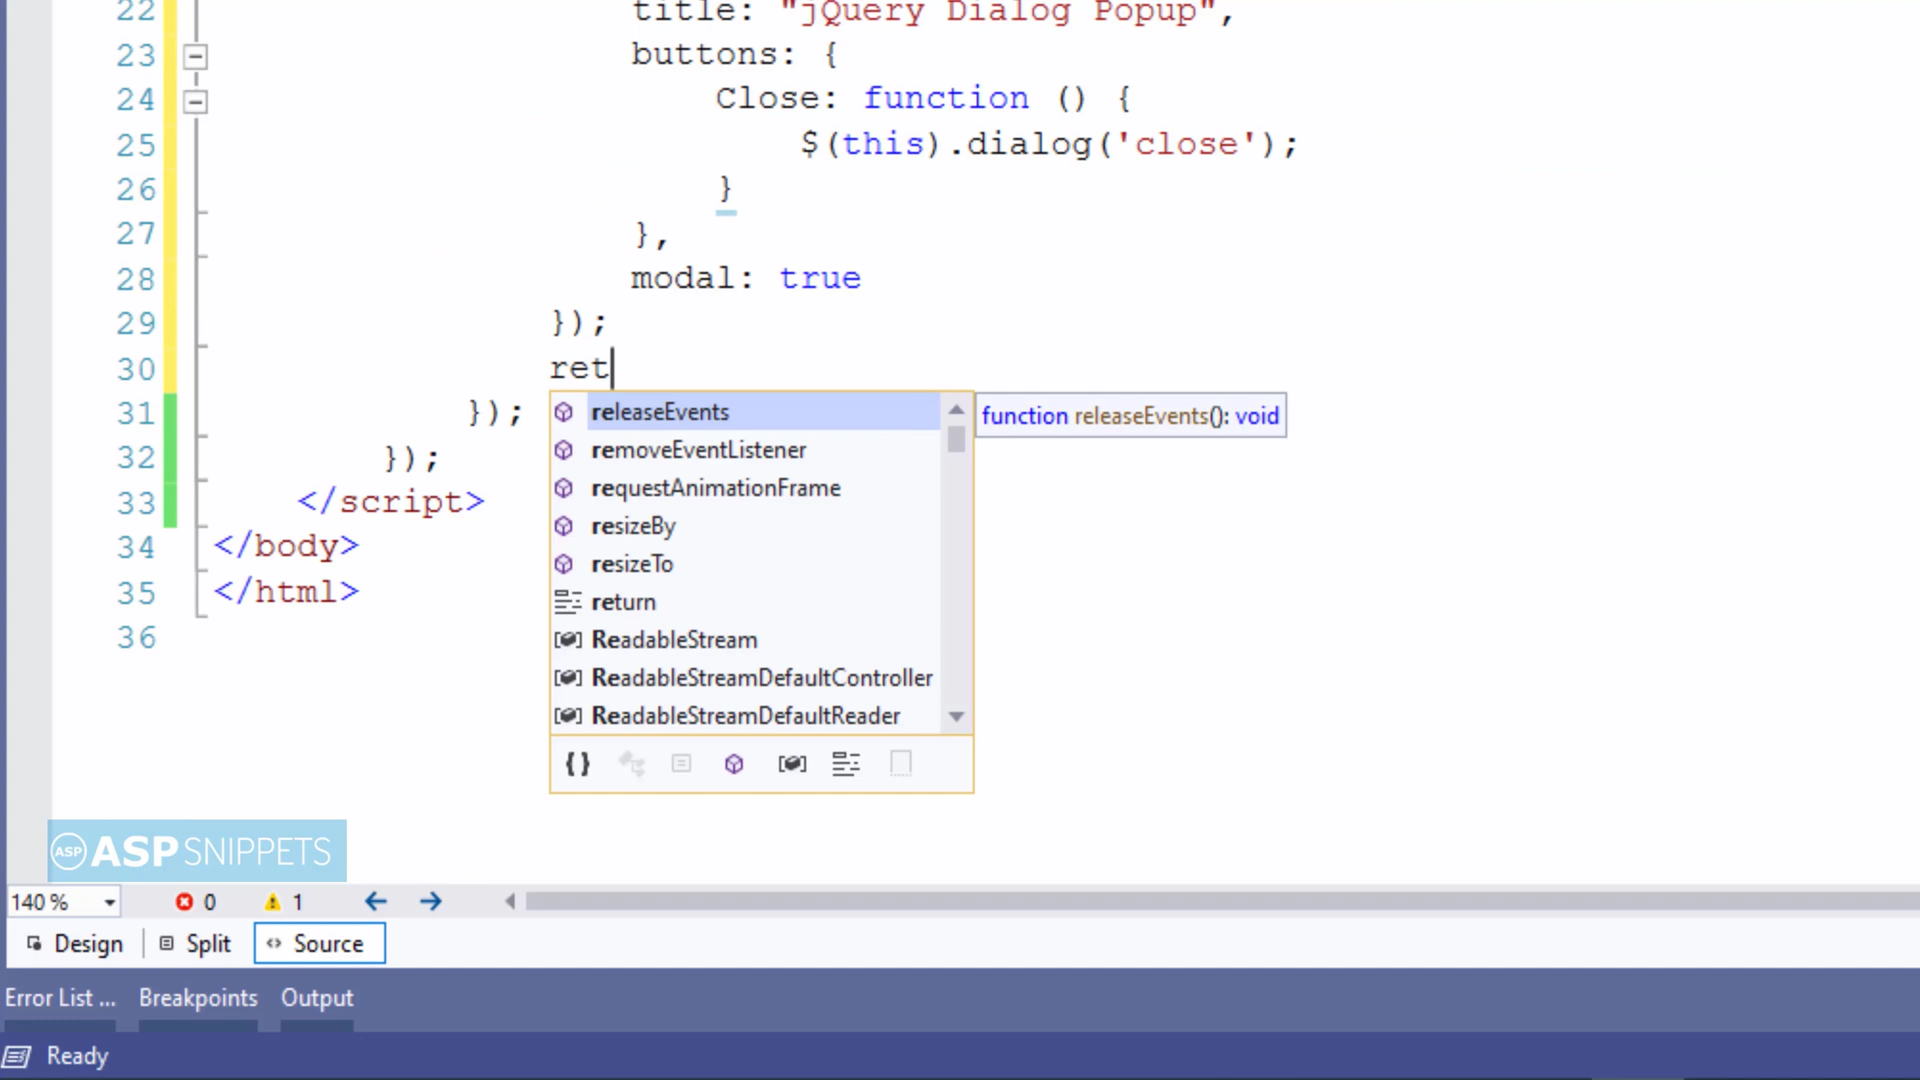 22 title: "jQuery Dialog Popup",
23 buttons: {
24 Close: function () {
25 $(this).dialog('close');
26 }
27 },
28 modal: true
29 });
30 ret
31 });
32 });
33 </script>
34 </body>
35 </html>
36
releaseEvents
function releaseEvents(): void
removeEventListener
requestAnimationFrame
resizeBy
resizeTo
return
ReadableStream
ReadableStreamDefaultController
ReadableStreamDefaultReader
{}
ASP ASPSNIPPETS
140 % 0 1
Design Split Source
Error List ... Breakpoints Output
Ready